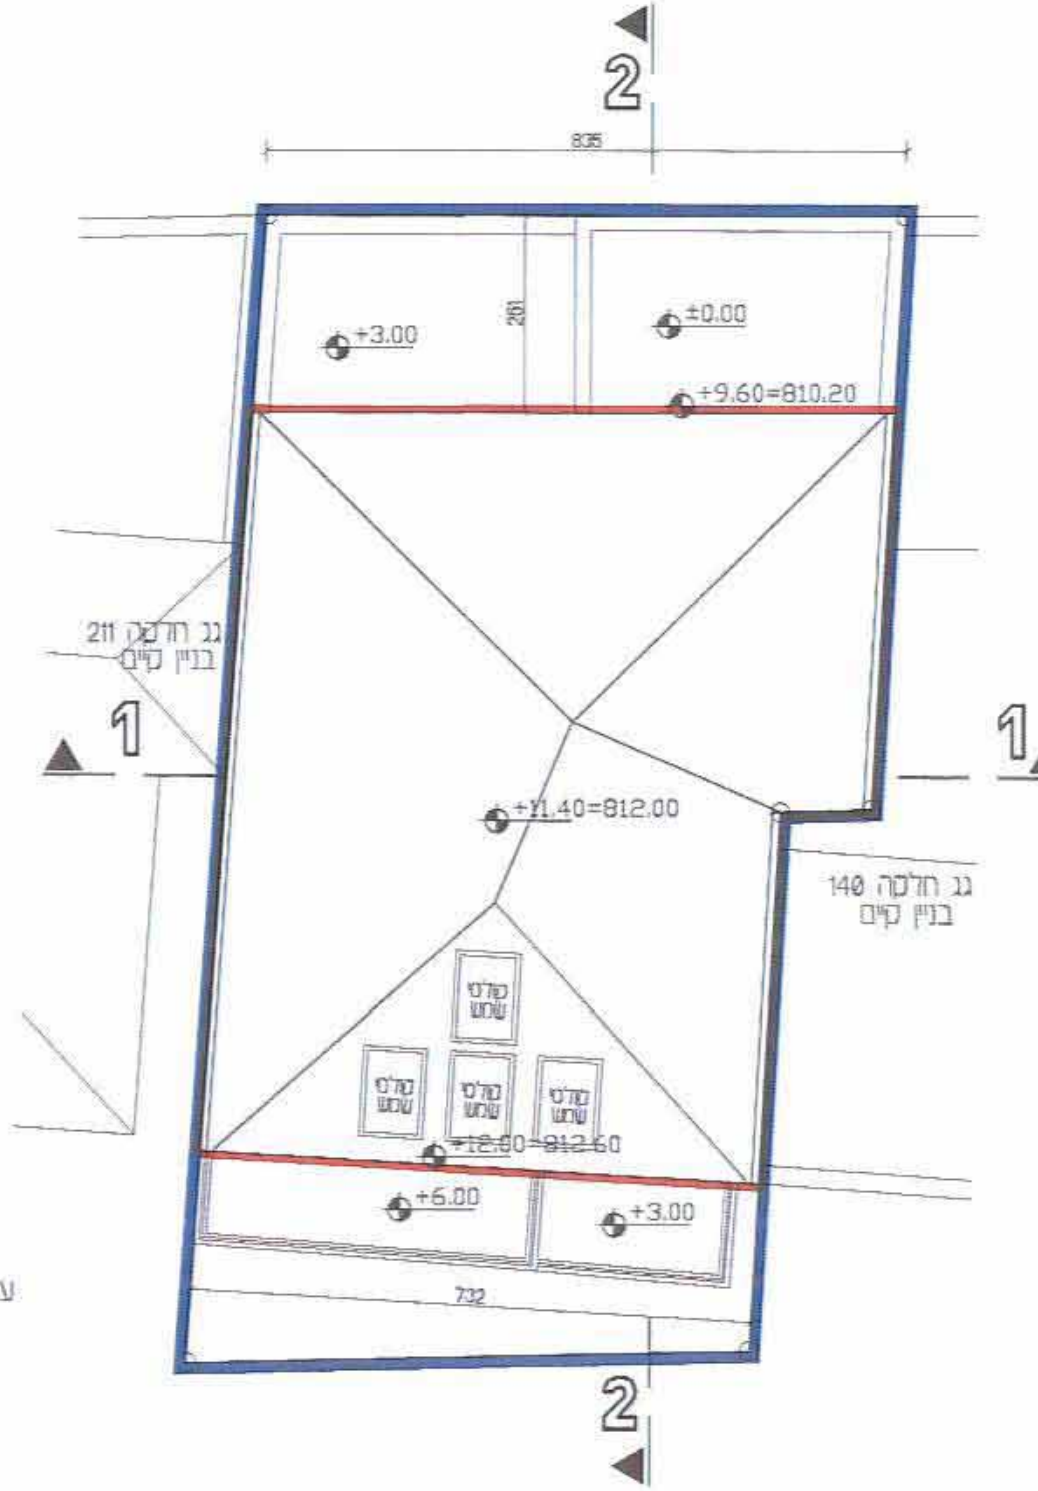 2
835
261
+3.00
±0.00
+9.60=810.20
גג חלקה 211
בניין קיים
1
1
+11.40=812.00
גג חלקה 140
בניין קיים
קולטי
שמש
קולטי
שמש
קולטי
שמש
קולטי
שמש
+12.00=812.60
+6.00
+3.00
732
2